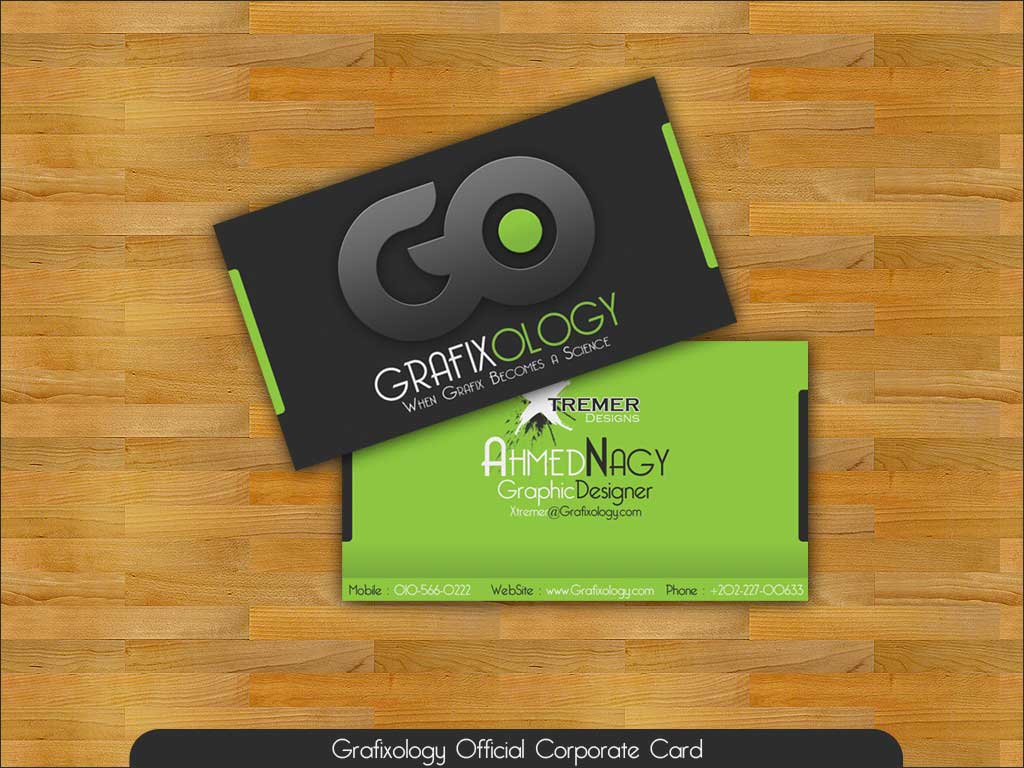 GO
GRAFIXOLOGY
When Grafix Becomes a Science
XTREMER
DESIGNS
AhmedNagy
GraphicDesigner
Xtremer@Grafixology.com
Mobile : 010-566-0222 WebSite : www.Grafixology.com Phone : +202-227-00633
Grafixology Official Corporate Card